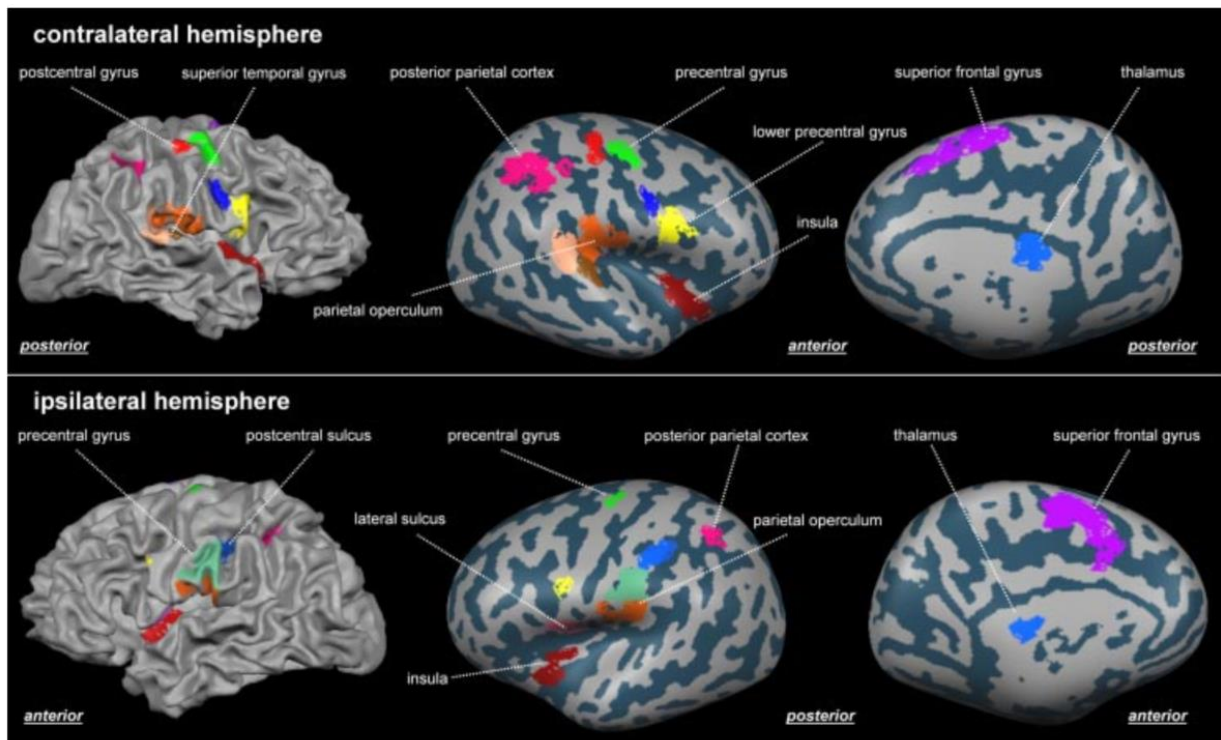 contralateral hemisphere
postcentral gyrus
superior temporal gyrus
posterior parietal cortex
precentral gyrus
superior frontal gyrus
thalamus
lower precentral gyrus
insula
parietal operculum
posterior
anterior
posterior
ipsilateral hemisphere
precentral gyrus
postcentral sulcus
precentral gyrus
posterior parietal cortex
thalamus
superior frontal gyrus
lateral sulcus
parietal operculum
insula
anterior
posterior
anterior